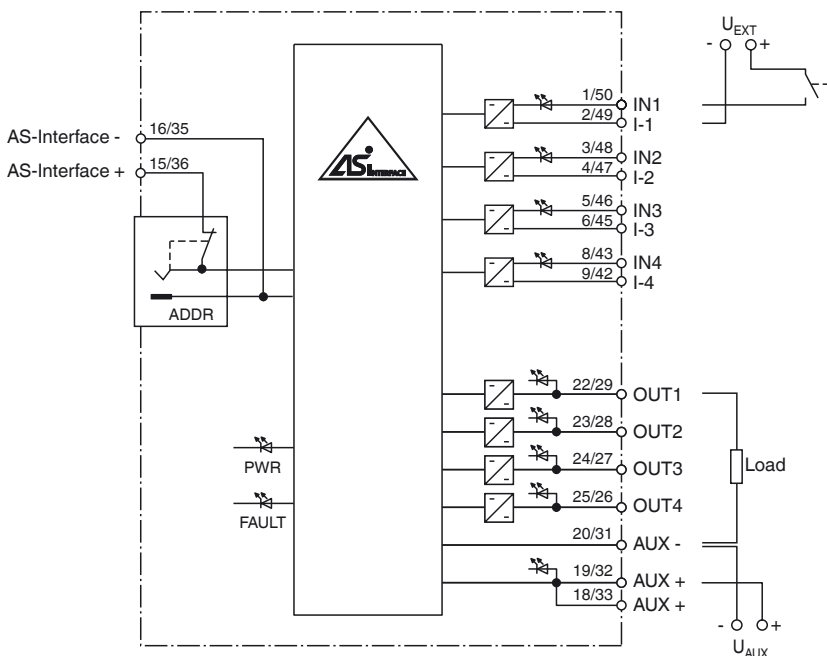 U_EXT
- +
1/50 IN1
2/49 I-1
16/35
AS-Interface -
3/48 IN2
15/36
AS-Interface +
4/47 I-2
ASi INTERFACE
5/46 IN3
6/45 I-3
8/43 IN4
9/42 I-4
ADDR
22/29 OUT1
23/28 OUT2
PWR
24/27 OUT3
Load
FAULT
25/26 OUT4
20/31 AUX -
19/32 AUX +
18/33 AUX +
- +
U_AUX